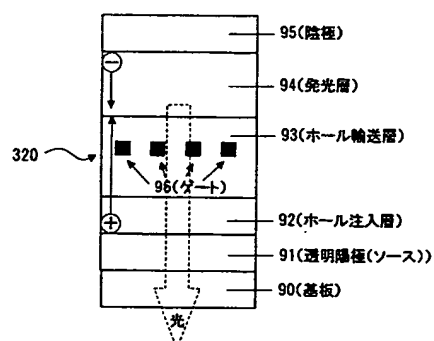 95(陰極)
94(発光層)
93(ホール輸送層)
320
96(ゲート)
92(ホール注入層)
91(透明陽極(ソース))
90(基板)
光